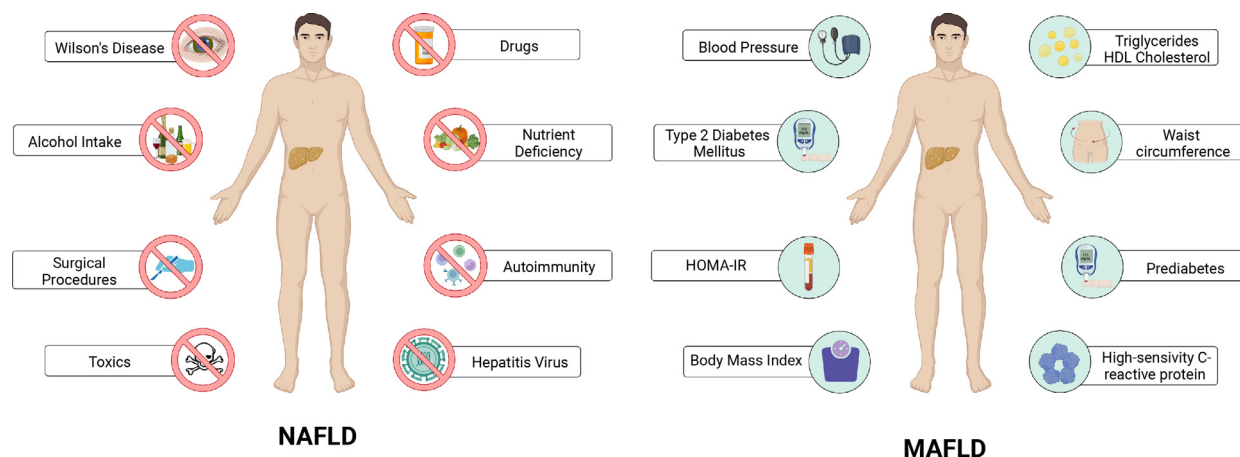 Wilson's Disease
Drugs
Alcohol Intake
Nutrient
Deficiency
Surgical
Procedures
Autoimmunity
Toxics
Hepatitis Virus
NAFLD
Blood Pressure
Triglycerides
HDL Cholesterol
Type 2 Diabetes
Mellitus
Waist
circumference
HOMA-IR
Prediabetes
Body Mass Index
High-sensitivity C-
reactive protein
MAFLD